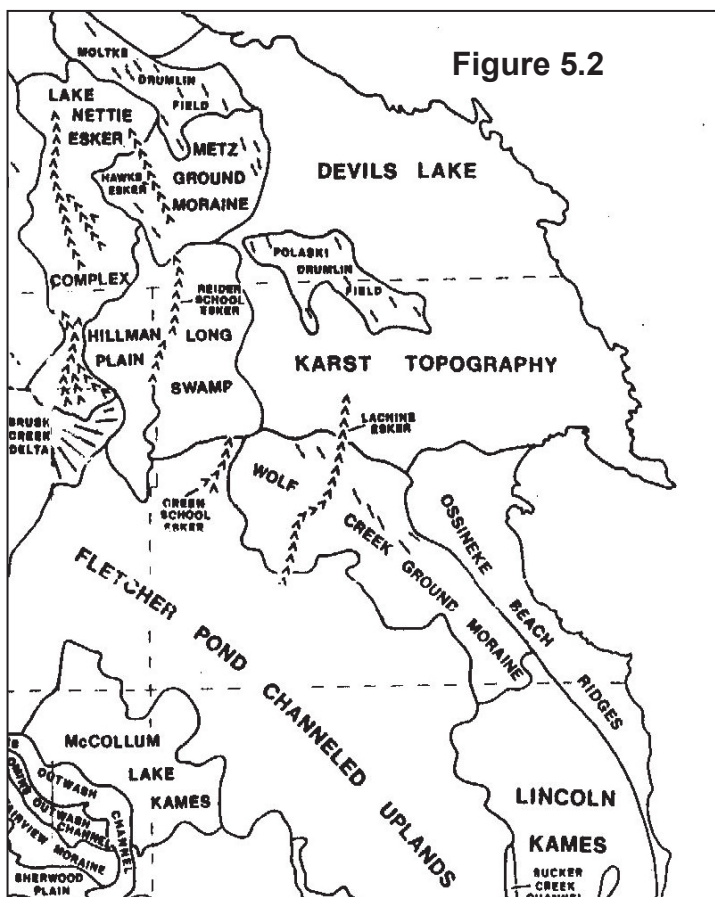 Figure 5.2
MOLTKE
DRUMLIN
FIELD
LAKE
NETTIE
ESKER
COMPLEX
HAWKS
ESKER
METZ
GROUND
MORAINE
DEVILS LAKE
KARST TOPOGRAPHY
POLASKI
DRUMLIN
FIELD
REIDER
SCHOOL
ESKER
HILLMAN
PLAIN
LONG
SWAMP
BRUSH
CREEK
DELTA
LACHINE
ESKER
GREEN
SCHOOL
ESKER
WOLF
CREEK
GROUND
MORAINE
OSSINEKE
BEACH
RIDGES
FLETCHER POND CHANNELED UPLANDS
McCOLLUM
LAKE
KAMES
OUTWASH CHANNEL
OUTWASH
CHANNEL
FAIRVIEW MORAINE
SHERWOOD
PLAIN
LINCOLN
KAMES
SUCKER
CREEK
CHANNEL